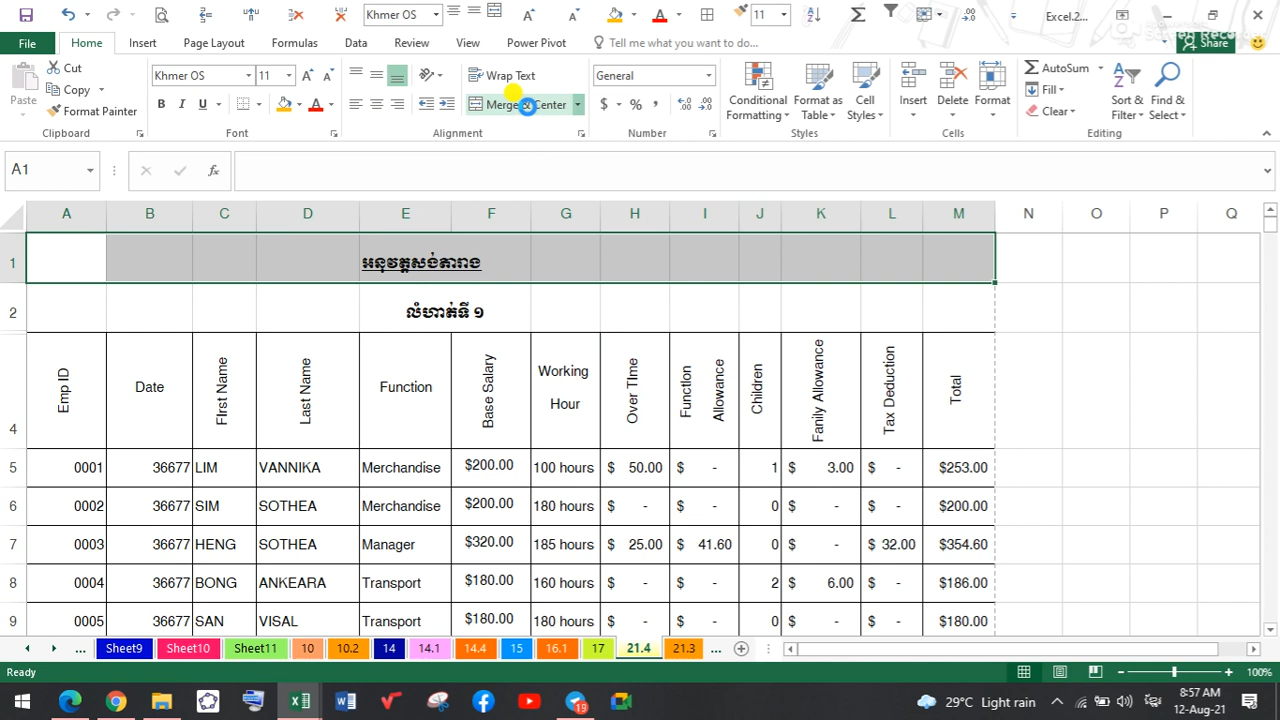 Khmer OS
11
Excel.2...
File
Home
Insert
Page Layout
Formulas
Data
Review
View
Power Pivot
Tell me what you want to do...
Share
Paste
Cut
Copy
Format Painter
Clipboard
Khmer OS
11
B I U
Font
Wrap Text
Merge & Center
Alignment
General
$ % ,
Number
Conditional Formatting
Format as Table
Cell Styles
Styles
Insert
Delete
Format
Cells
AutoSum
Fill
Clear
Sort & Filter
Find & Select
Editing
A1
fx
A B C D E F G H I J K L M N O P Q
1 អនុវត្តសង់តារាង
2 លំហាត់ទី ១
4 Emp ID Date FIrst Name Last Name Function Base Salary Working Hour Over TIme Function Allowance Children Fanily Allowance Tax Deduction Total
5 0001 36677 LIM VANNIKA Merchandise $200.00 100 hours $ 50.00 $ - 1 $ 3.00 $ - $253.00
6 0002 36677 SIM SOTHEA Merchandise $200.00 180 hours $ - $ - 0 $ - $ - $200.00
7 0003 36677 HENG SOTHEA Manager $320.00 185 hours $ 25.00 $ 41.60 0 $ - $ 32.00 $354.60
8 0004 36677 BONG ANKEARA Transport $180.00 160 hours $ - $ - 2 $ 6.00 $ - $186.00
9 0005 36677 SAN VISAL Transport $180.00 180 hours $ - $ - 0 $ - $ - $180.00
... Sheet9 Sheet10 Sheet11 10 10.2 14 14.1 14.4 15 16.1 17 21.4 21.3 ...
Ready
100%
19
29°C Light rain
8:57 AM
12-Aug-21